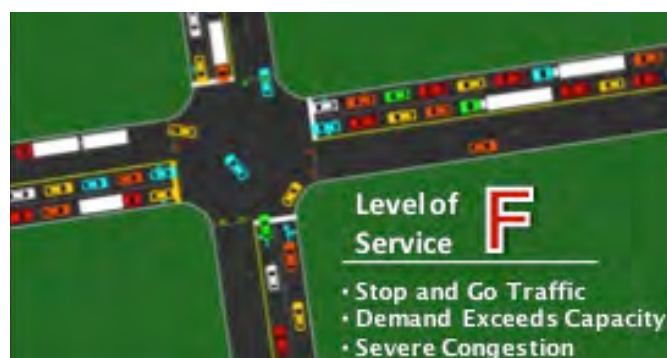 Level of
Service F
• Stop and Go Traffic
• Demand Exceeds Capacity
• Severe Congestion